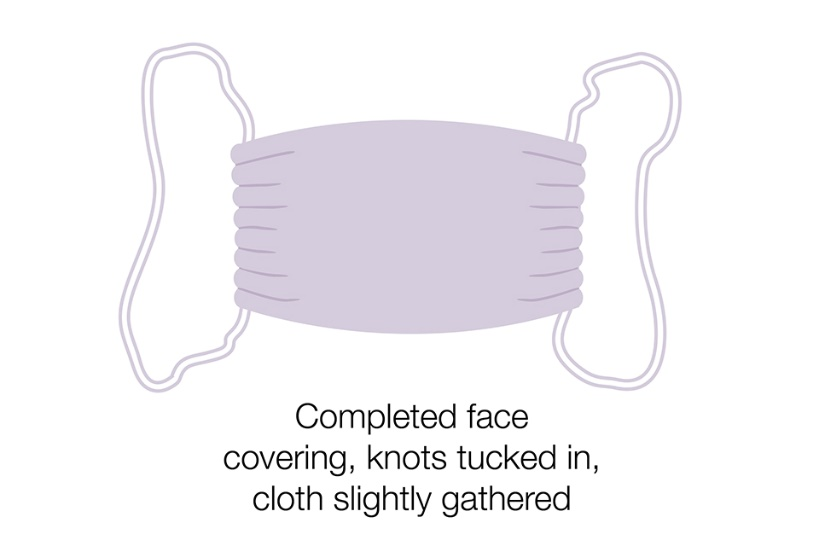 Completed face
covering, knots tucked in,
cloth slightly gathered